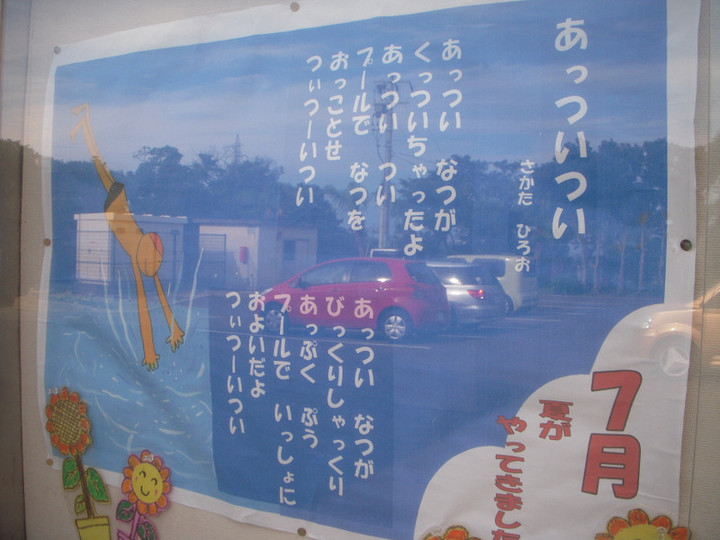 あっついつい
さかた ひろお
あっつい なつが
くっついちゃったよ
あっつい つい
プールで なつを
おっことせ
つぃつーいつい
あっつい なつが
びっくりしゃっくり
あっぷく ぷう
プールで いっしょに
およいだよ
つぃつーいつい
7月
夏が
やってきました